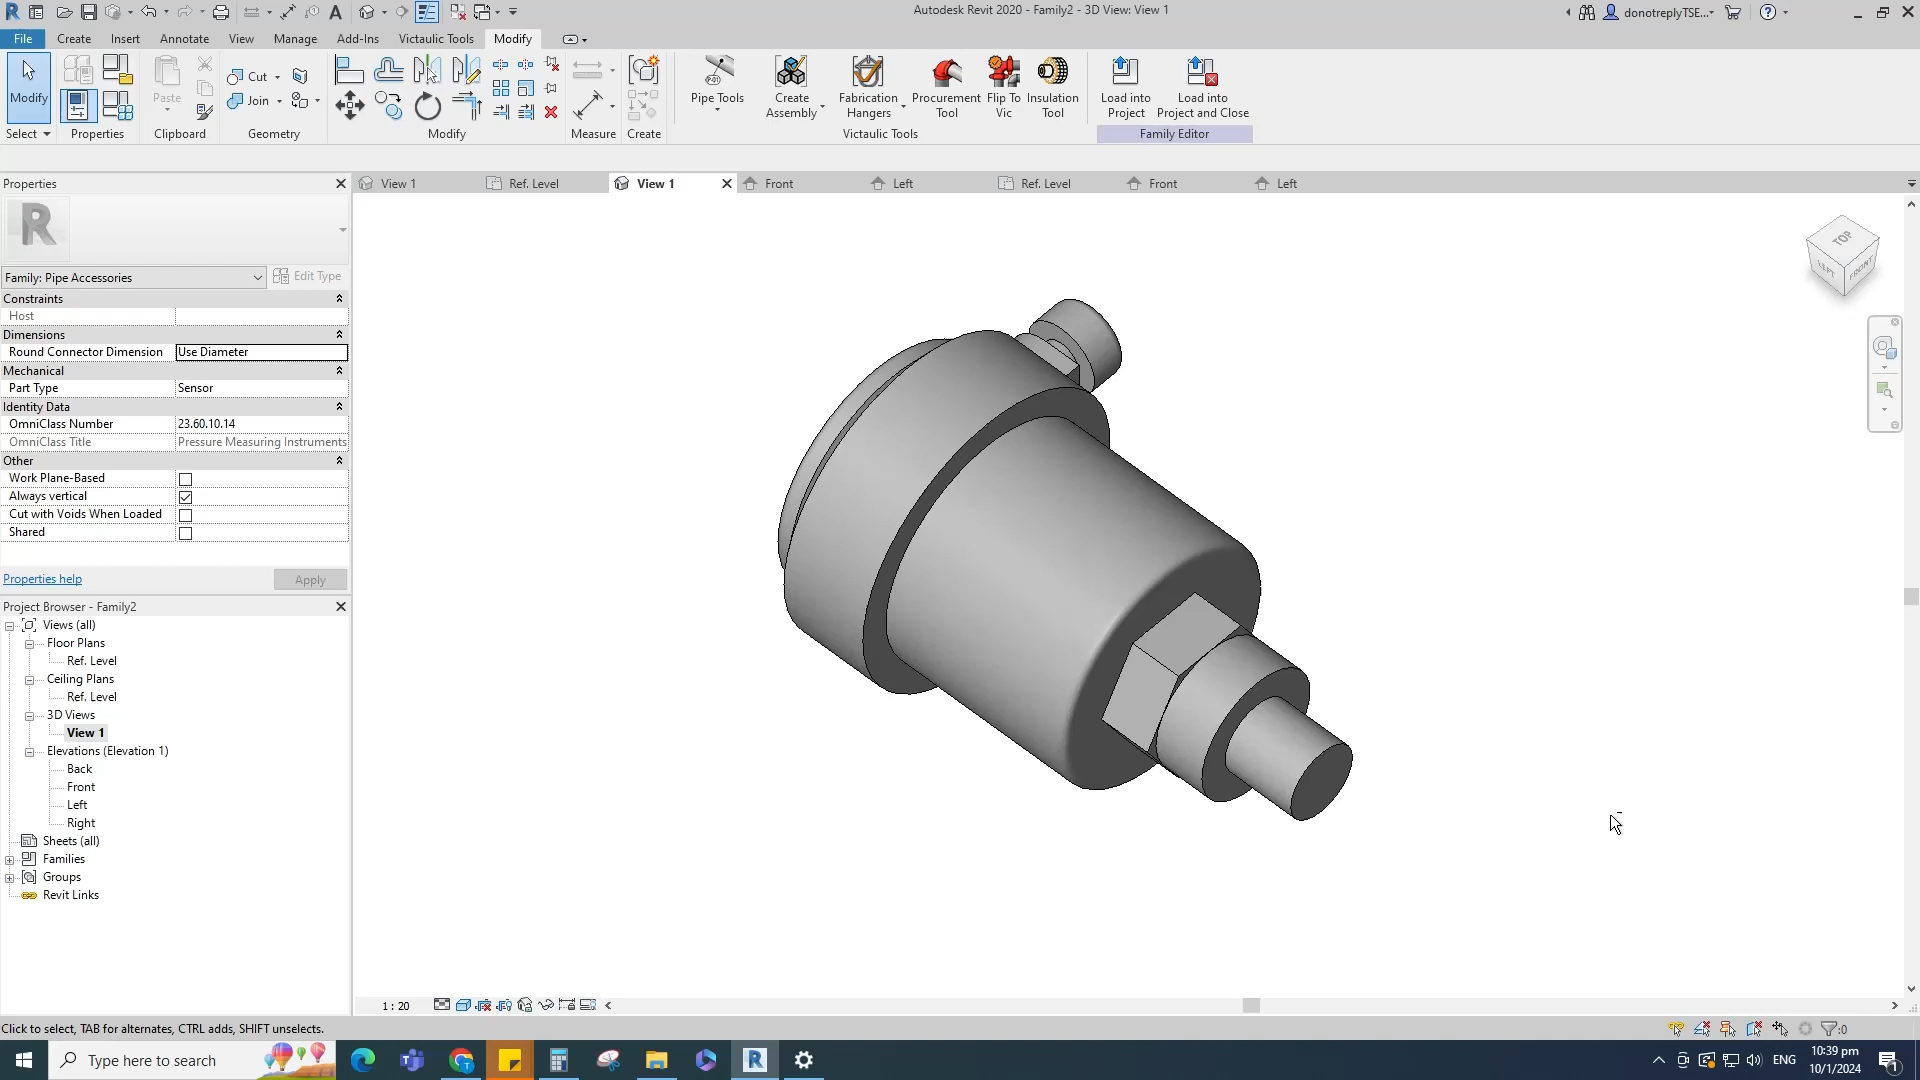 Autodesk Revit 2020 - Family2 - 3D View: View 1
donotreplyTSE...
File
Create
Insert
Annotate
View
Manage
Add-Ins
Victaulic Tools
Modify
Modify
Paste
Cut
Join
Pipe Tools
Create Assembly
Fabrication Hangers
Procurement Tool
Flip To Vic
Insulation Tool
Load into Project
Load into Project and Close
Select
Properties
Clipboard
Geometry
Modify
Measure
Create
Victaulic Tools
Family Editor
Properties
View 1
Ref. Level
View 1
Front
Left
Ref. Level
Front
Left
TOP
LEFT
FRONT
Family: Pipe Accessories
Edit Type
Constraints
Host
Dimensions
Round Connector Dimension
Use Diameter
Mechanical
Part Type
Sensor
Identity Data
OmniClass Number
23.60.10.14
OmniClass Title
Pressure Measuring Instruments
Other
Work Plane-Based
Always vertical
Cut with Voids When Loaded
Shared
Properties help
Apply
Project Browser - Family2
Views (all)
Floor Plans
Ref. Level
Ceiling Plans
Ref. Level
3D Views
View 1
Elevations (Elevation 1)
Back
Front
Left
Right
Sheets (all)
Families
Groups
Revit Links
1 : 20
Click to select, TAB for alternates, CTRL adds, SHIFT unselects.
:0
Type here to search
ENG
10:39 pm
10/1/2024
1